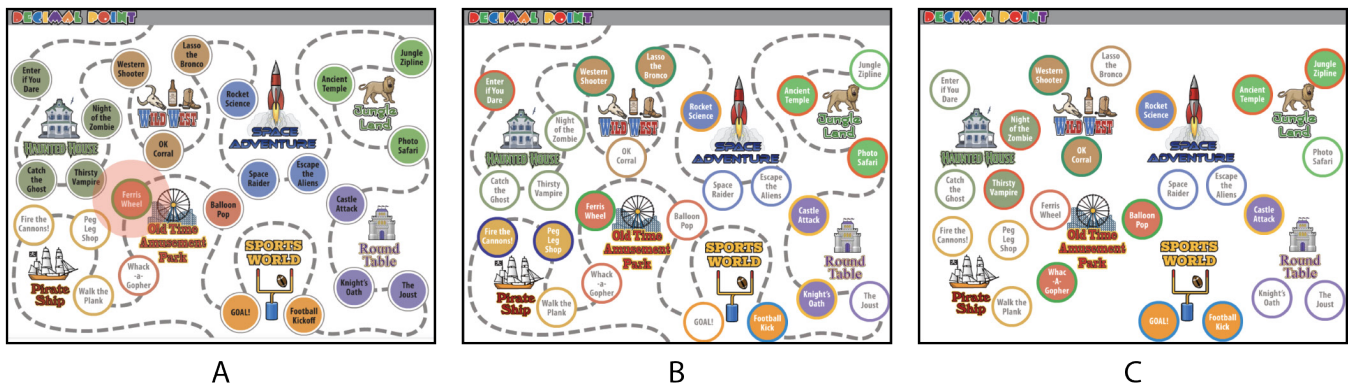 DECIMAL POINT
Enter
if You
Dare
Western
Shooter
Lasso
the
Bronco
Night
of the
Zombie
HAUNTED HOUSE
WILD WEST
OK
Corral
Catch
the
Ghost
Thirsty
Vampire
Rocket
Science
SPACE
ADVENTURE
Space
Raider
Escape
the
Aliens
Ancient
Temple
Jungle
Zipline
Jungle
Land
Photo
Safari
Ferris
Wheel
Balloon
Pop
Old Time
Amusement
Park
Whack
-a-
Gopher
Fire the
Cannons!
Peg
Leg
Shop
Pirate
Ship
Walk the
Plank
SPORTS
WORLD
GOAL!
Football
Kickoff
Castle
Attack
Round
Table
Knight's
Oath
The
Joust
A
DECIMAL POINT
Enter
if You
Dare
Western
Shooter
Lasso
the
Bronco
Night
of the
Zombie
HAUNTED HOUSE
WILD WEST
OK
Corral
Catch
the
Ghost
Thirsty
Vampire
Rocket
Science
SPACE
ADVENTURE
Space
Raider
Escape
the
Aliens
Ancient
Temple
Jungle
Zipline
Jungle
Land
Photo
Safari
Ferris
Wheel
Balloon
Pop
Old Time
Amusement
Park
Whack
-a-
Gopher
Fire the
Cannons!
Peg
Leg
Shop
Pirate
Ship
Walk the
Plank
SPORTS
WORLD
GOAL!
Football
Kick
Castle
Attack
Round
Table
Knight's
Oath
The
Joust
B
DECIMAL POINT
Enter
if You
Dare
Western
Shooter
Lasso
the
Bronco
Night
of the
Zombie
HAUNTED HOUSE
WILD WEST
OK
Corral
Catch
the
Ghost
Thirsty
Vampire
Rocket
Science
SPACE
ADVENTURE
Space
Raider
Escape
the
Aliens
Ancient
Temple
Jungle
Zipline
Jungle
Land
Photo
Safari
Ferris
Wheel
Balloon
Pop
Old Time
Amusement
Park
Whac
-A-
Gopher
Fire the
Cannons!
Peg
Leg
Shop
Pirate
Ship
Walk the
Plank
SPORTS
WORLD
GOAL!
Football
Kick
Castle
Attack
Round
Table
Knight's
Oath
The
Joust
C